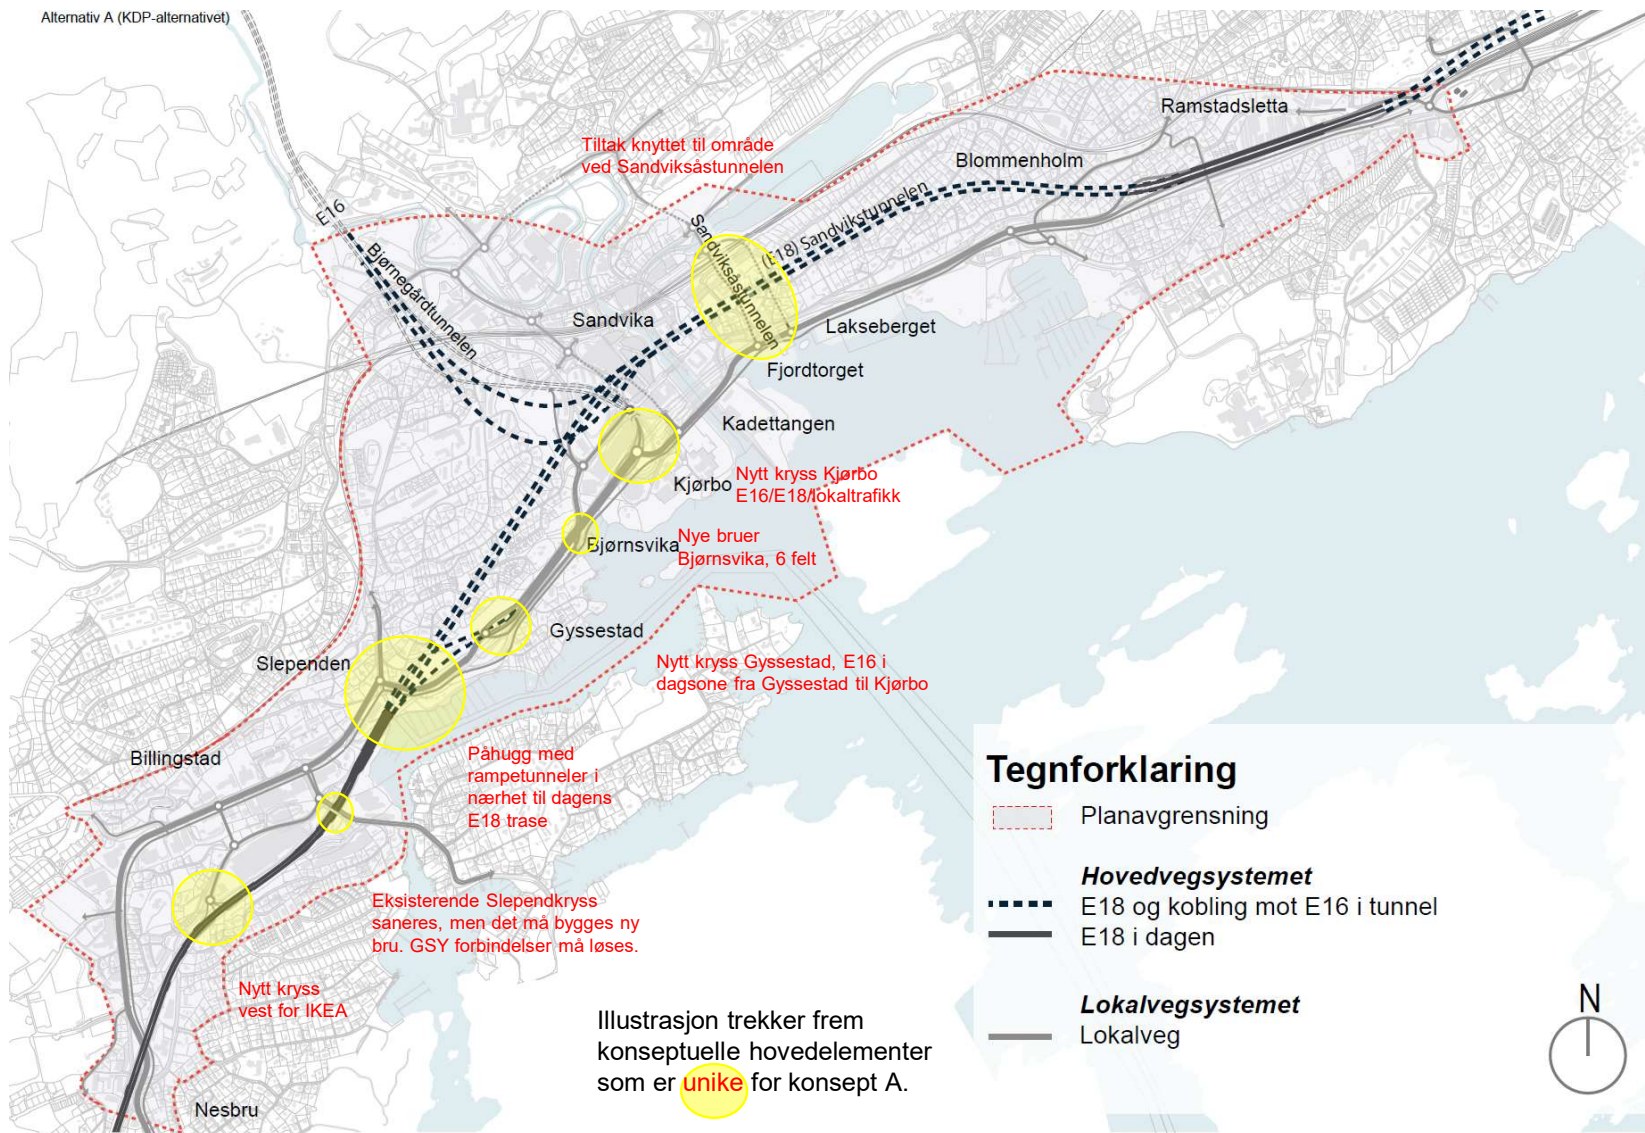 Alternativ A (KDP-alternativet)
Ramstadsletta
Tiltak knyttet til område
ved Sandviksåstunnelen
Blommenholm
E16
Bjørnegårdtunnelen
Sandviksåstunnelen
(E18) Sandvikstunnelen
Sandvika
Lakseberget
Fjordtorget
Kadettangen
Kjørbo
Nytt kryss Kjørbo
E16/E18/lokaltrafikk
Bjørnsvika
Nye bruer
Bjørnsvika, 6 felt
Gyssestad
Slependen
Nytt kryss Gyssestad, E16 i
dagsone fra Gyssestad til Kjørbo
Billingstad
Påhugg med
rampetunneler i
nærhet til dagens
E18 trase
Eksisterende Slependkryss
saneres, men det må bygges ny
bru. GSY forbindelser må løses.
Nytt kryss
vest for IKEA
Nesbru
Illustrasjon trekker frem
konseptuelle hovedelementer
som er unike for konsept A.
Tegnforklaring
Planavgrensning
Hovedvegsystemet
E18 og kobling mot E16 i tunnel
E18 i dagen
Lokalvegsystemet
Lokalveg
N